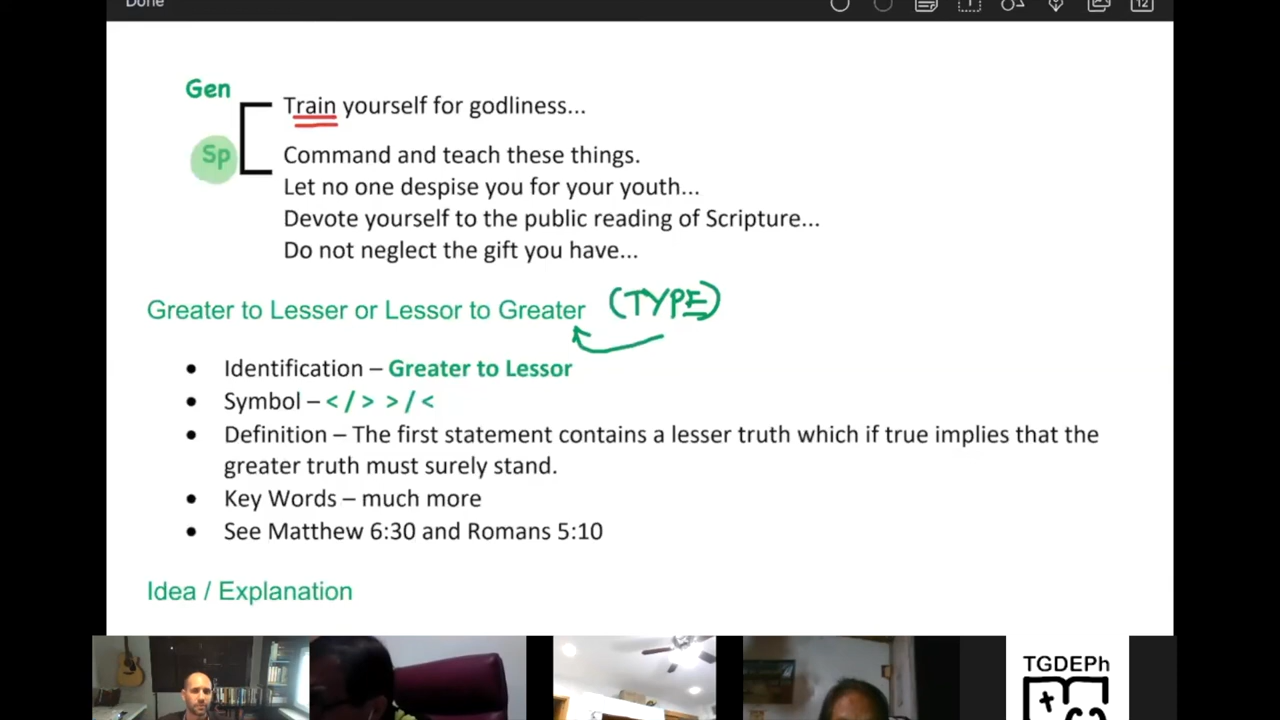 Done
12
Gen
Train yourself for godliness...
Sp
Command and teach these things.
Let no one despise you for your youth...
Devote yourself to the public reading of Scripture...
Do not neglect the gift you have...
Greater to Lesser or Lessor to Greater (TYPE)
• Identification – Greater to Lessor
• Symbol – < / > > / <
• Definition – The first statement contains a lesser truth which if true implies that the
greater truth must surely stand.
• Key Words – much more
• See Matthew 6:30 and Romans 5:10
Idea / Explanation
TGDEPh